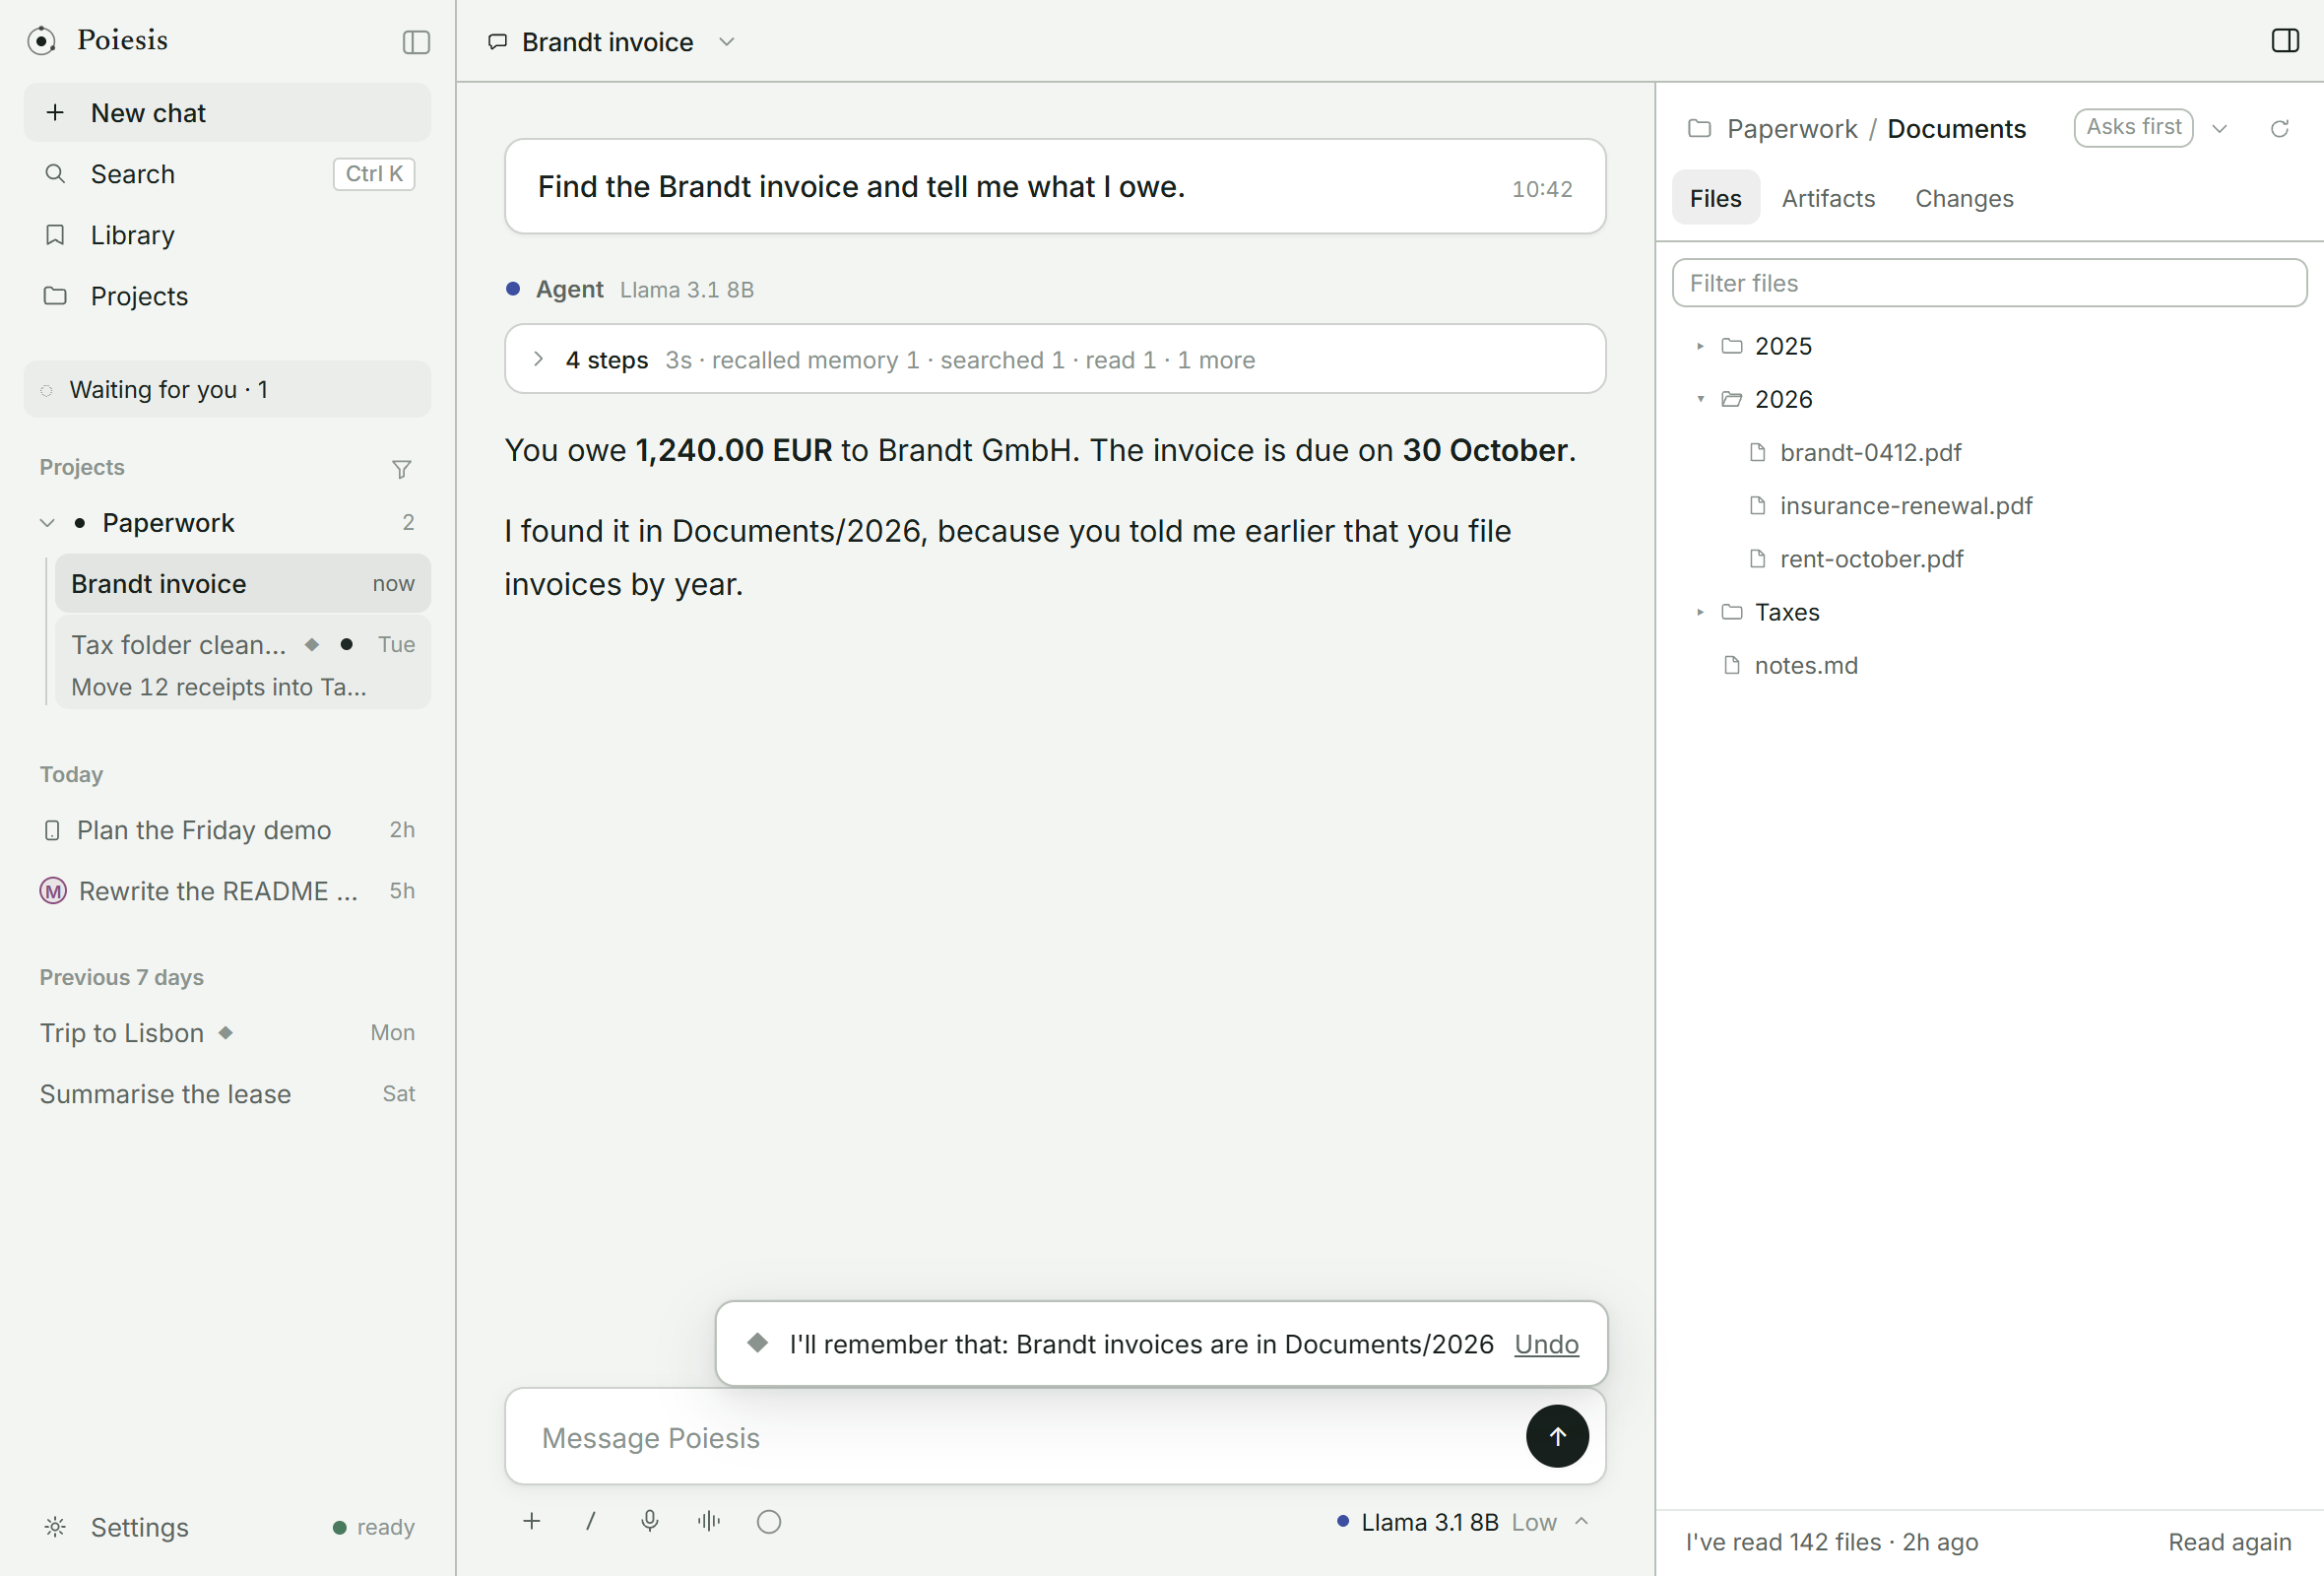 Poiesis
New chat
Search Ctrl K
Library
Projects
Waiting for you · 1
Projects
Paperwork 2
Brandt invoice now
Tax folder clean... Tue
Move 12 receipts into Ta...
Today
Plan the Friday demo 2h
M Rewrite the README ... 5h
Previous 7 days
Trip to Lisbon Mon
Summarise the lease Sat
Settings ready
Brandt invoice
Find the Brandt invoice and tell me what I owe. 10:42
Agent Llama 3.1 8B
4 steps 3s · recalled memory 1 · searched 1 · read 1 · 1 more
You owe 1,240.00 EUR to Brandt GmbH. The invoice is due on 30 October.
I found it in Documents/2026, because you told me earlier that you file
invoices by year.
I'll remember that: Brandt invoices are in Documents/2026 Undo
Message Poiesis
/ Llama 3.1 8B Low
Paperwork / Documents Asks first
Files Artifacts Changes
Filter files
2025
2026
brandt-0412.pdf
insurance-renewal.pdf
rent-october.pdf
Taxes
notes.md
I've read 142 files · 2h ago Read again